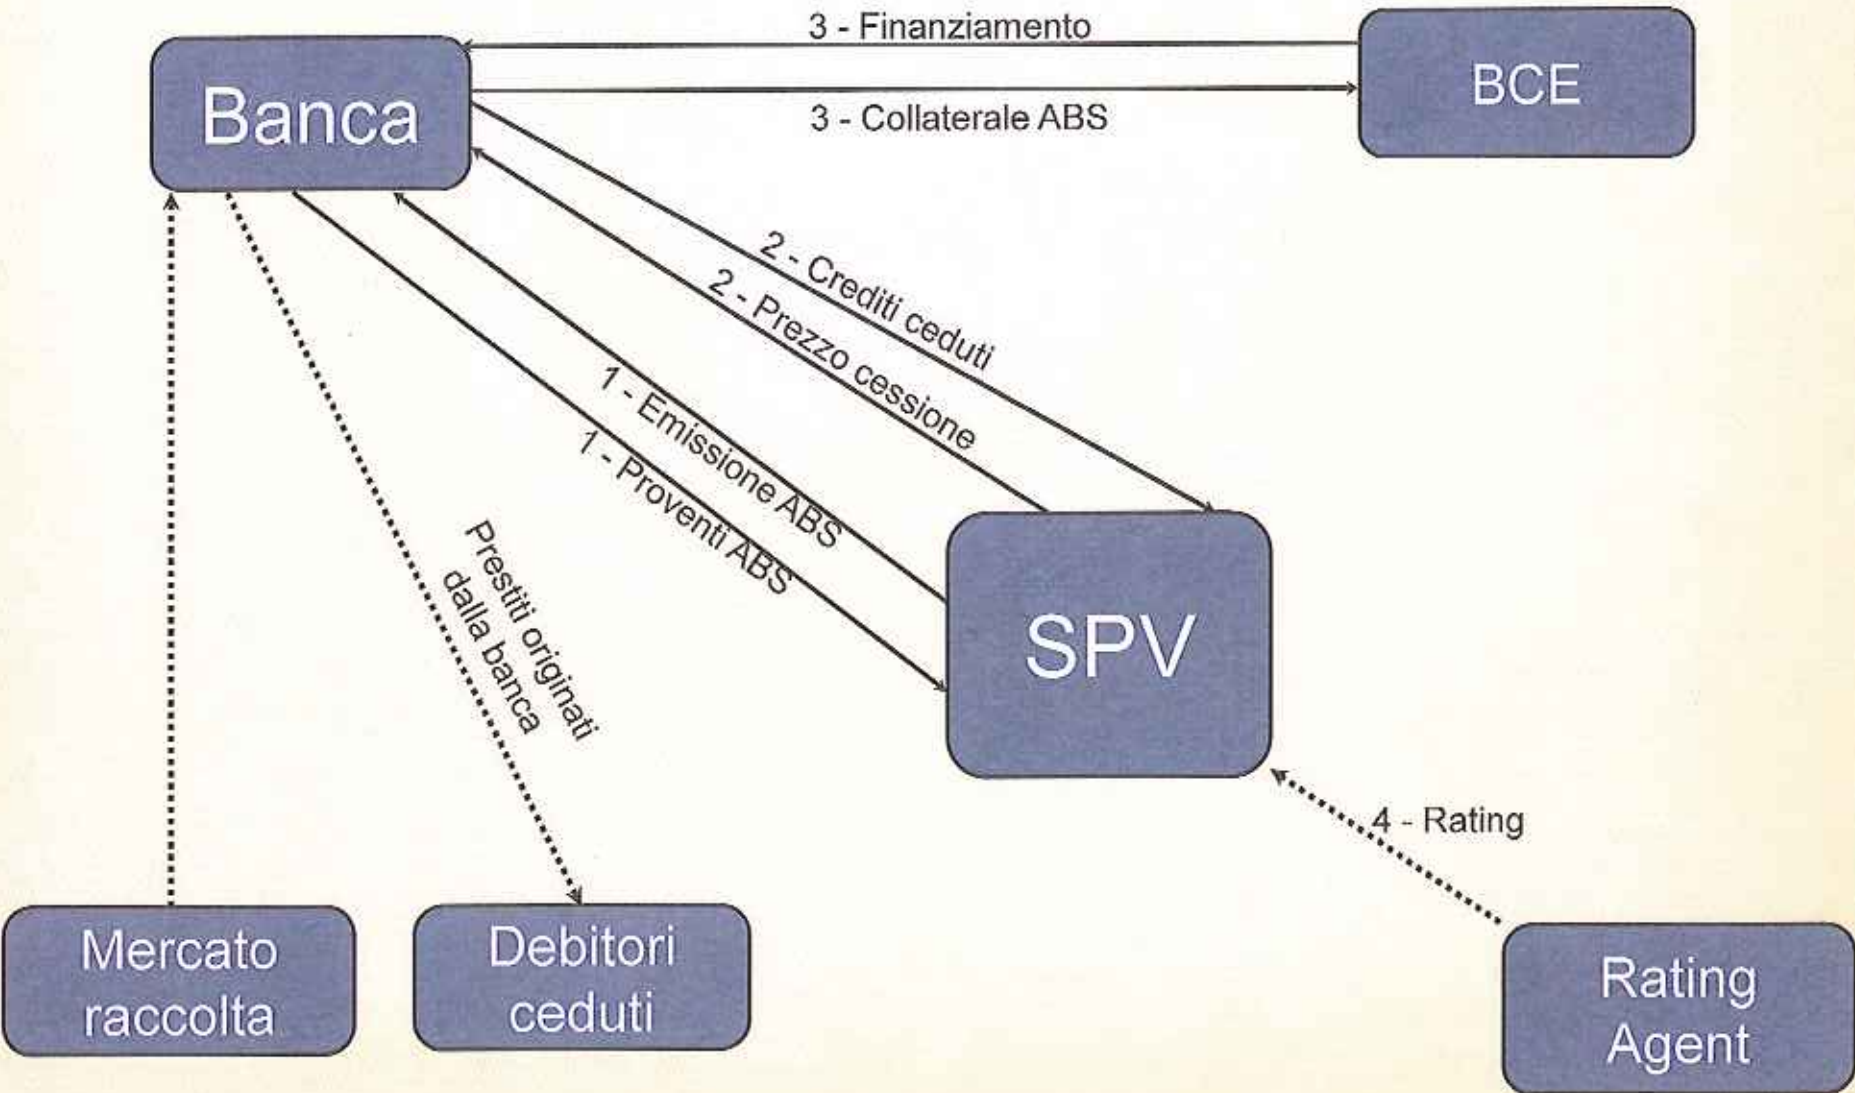 3 - Finanziamento
Banca
BCE
3 - Collaterale ABS
2 - Crediti ceduti
2 - Prezzo cessione
1 - Emissione ABS
1 - Proventi ABS
Prestiti originati
dalla banca
SPV
4 - Rating
Mercato
raccolta
Debitori
ceduti
Rating
Agent